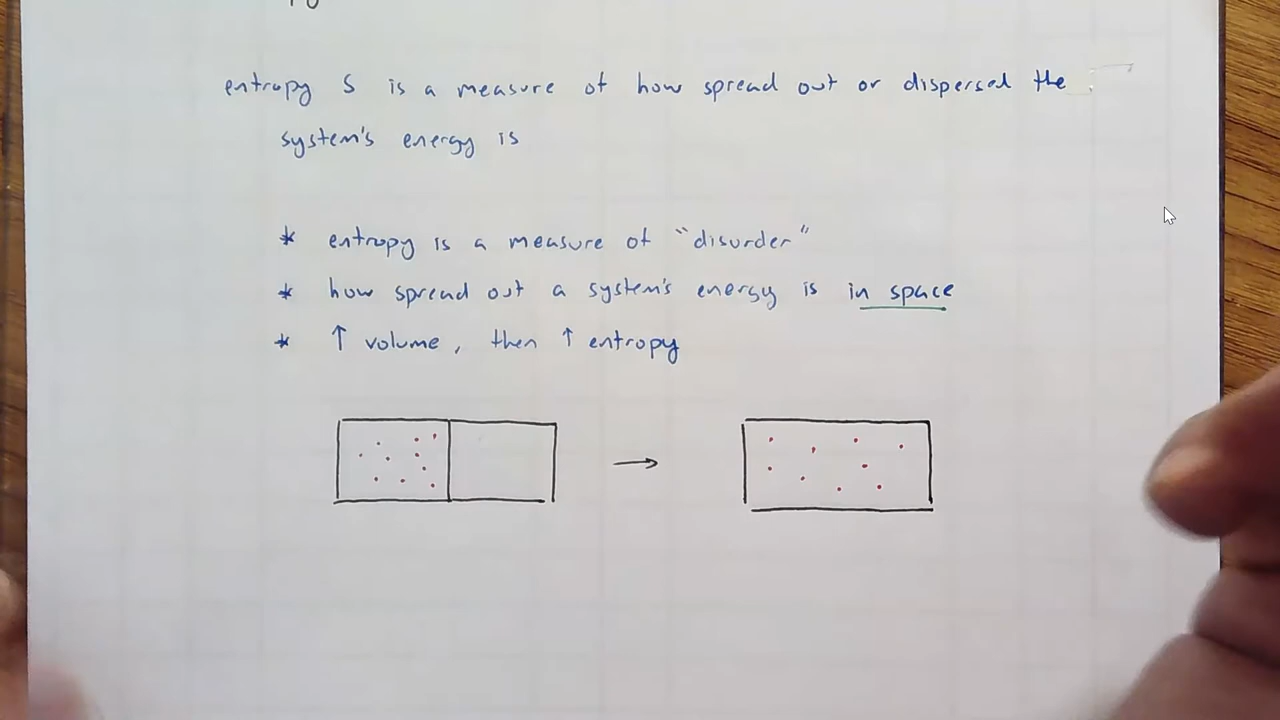 entropy S is a measure of how spread out or dispersed the
system's energy is
* entropy is a measure of "disorder"
* how spread out a system's energy is in space
* ↑ volume, then ↑ entropy